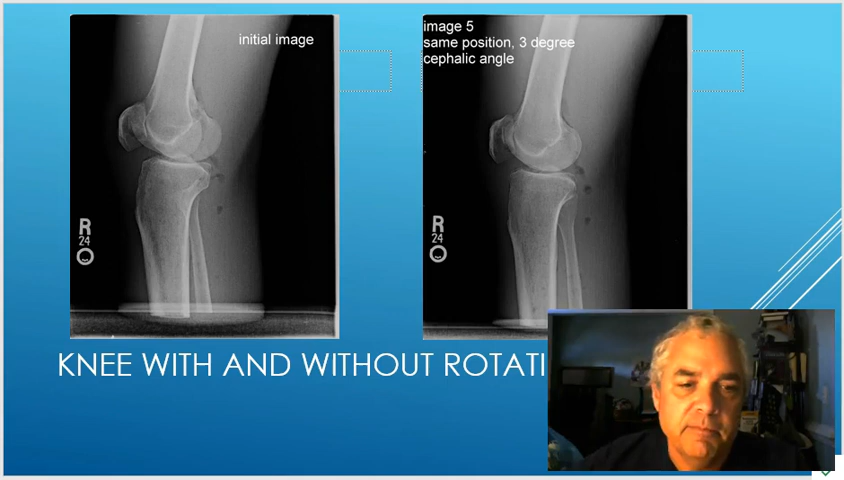 initial image
R
24
image 5
same position, 3 degree
cephalic angle
R
24
KNEE WITH AND WITHOUT ROTATI